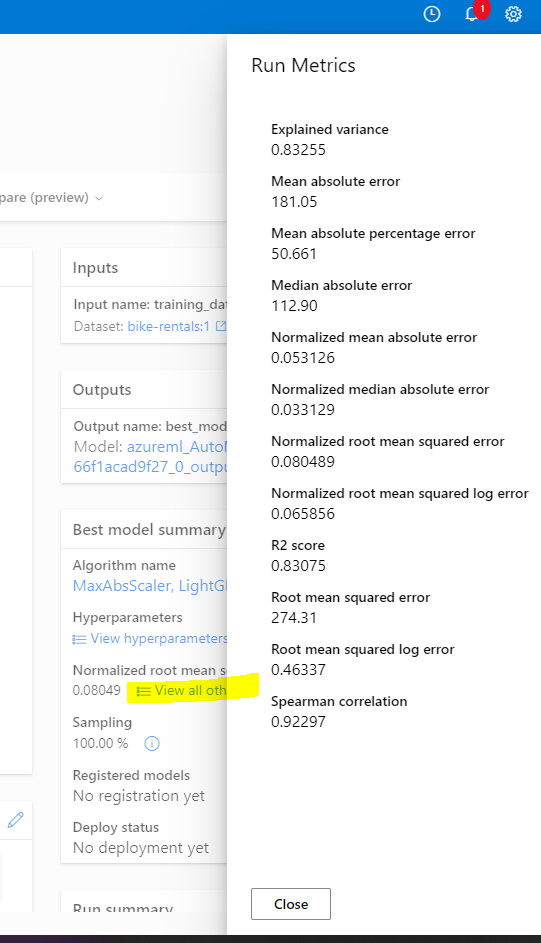 1
Run Metrics
Explained variance
0.83255
Mean absolute error
181.05
Mean absolute percentage error
50.661
Median absolute error
112.90
Normalized mean absolute error
0.053126
Normalized median absolute error
0.033129
Normalized root mean squared error
0.080489
Normalized root mean squared log error
0.065856
R2 score
0.83075
Root mean squared error
274.31
Root mean squared log error
0.46337
Spearman correlation
0.92297
Close
pare (preview)
Inputs
Input name: training_dat
Dataset: bike-rentals:1
Outputs
Output name: best_mod
Model: azureml_AutoM
66f1acad9f27_0_outpu
Best model summary
Algorithm name
MaxAbsScaler, LightG
Hyperparameters
View hyperparameters
Normalized root mean s
0.08049 View all oth
Sampling
100.00 %
Registered models
No registration yet
Deploy status
No deployment yet
Run summary